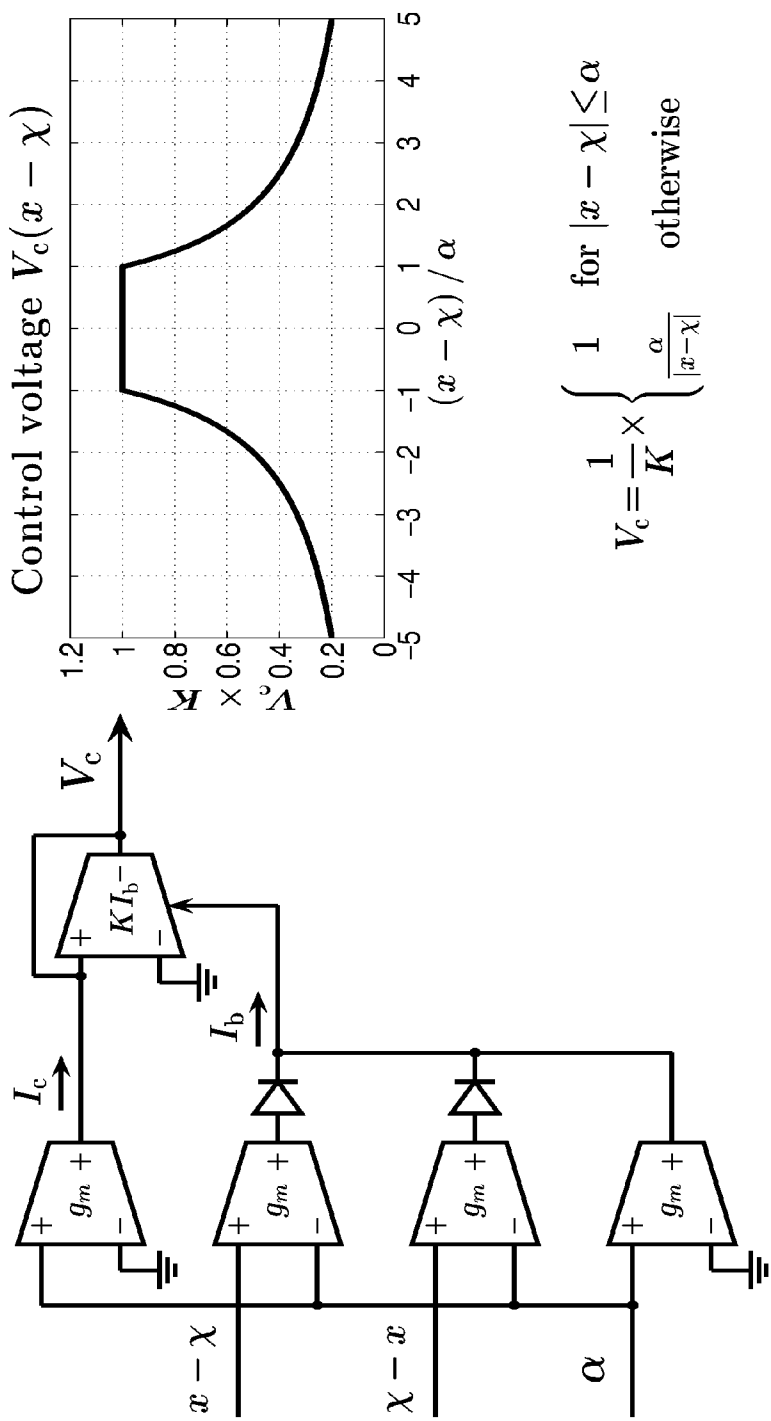 Control voltage V_c(x − χ)
V_c × K
1.2
1
0.8
0.6
0.4
0.2
0
-5 -4 -3 -2 -1 0 1 2 3 4 5
(x − χ) / α
V_c = 1/K × { 1 for |x − χ| ≤ α
α/|x−χ| otherwise
I_c
V_c
+ − g_m +
+ − KI_b −
I_b
x − χ
+ − g_m +
χ − x
+ − g_m +
α
+ − g_m +